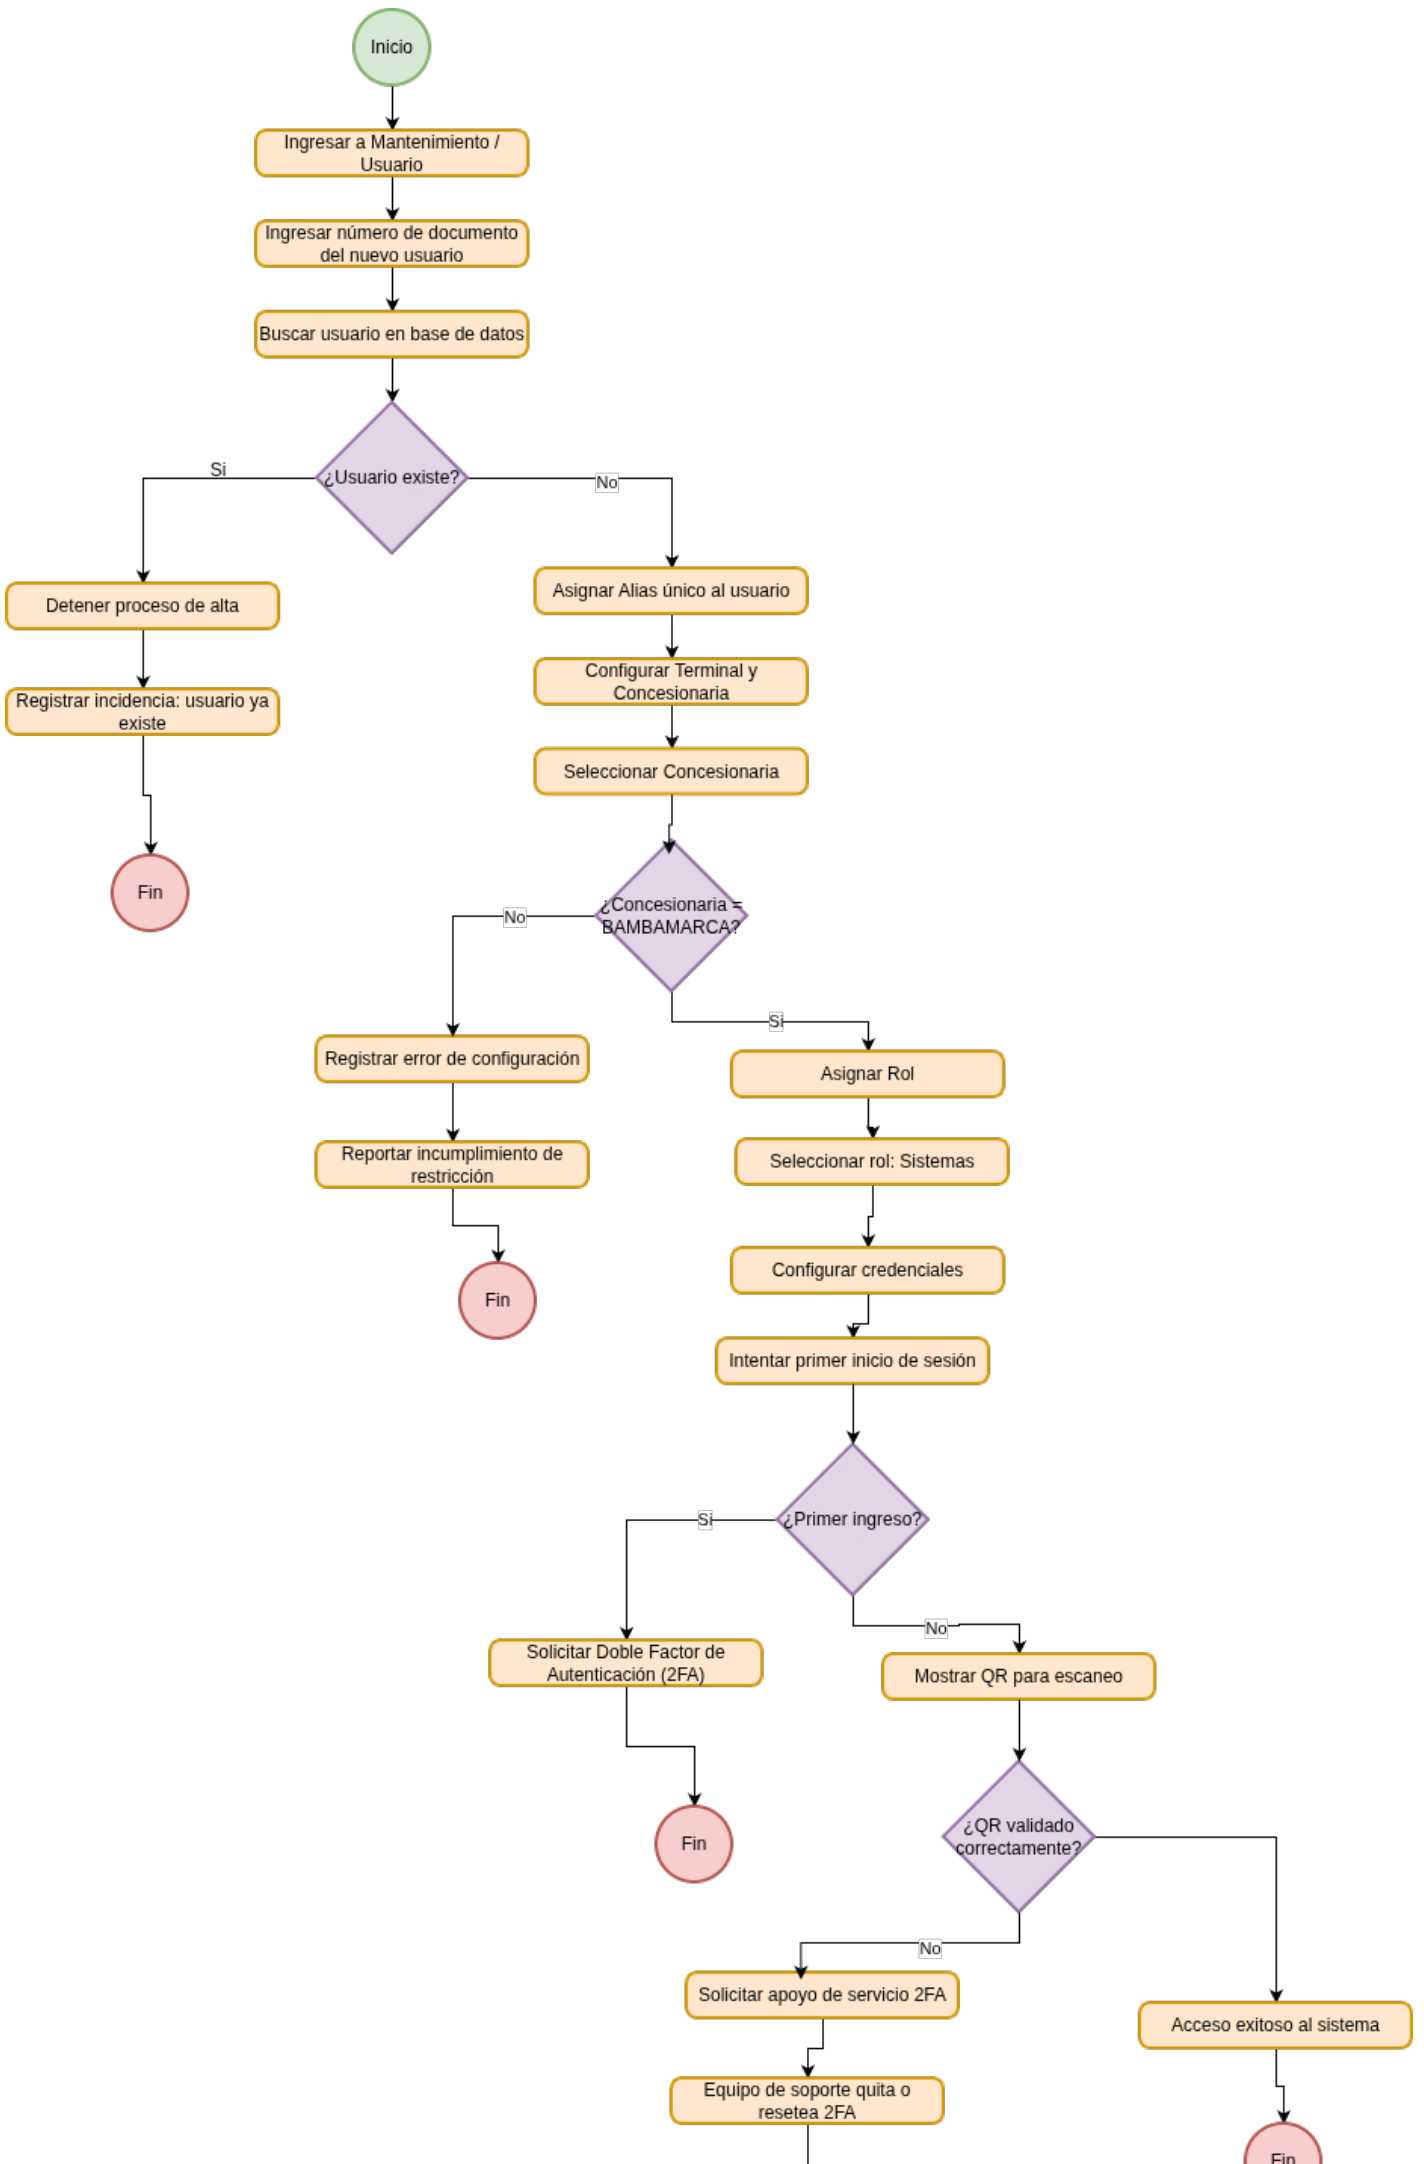 Inicio
Ingresar a Mantenimiento /
Usuario
Ingresar número de documento
del nuevo usuario
Buscar usuario en base de datos
¿Usuario existe?
Si
No
Detener proceso de alta
Asignar Alias único al usuario
Registrar incidencia: usuario ya
existe
Configurar Terminal y
Concesionaria
Seleccionar Concesionaria
Fin
¿Concesionaria =
BAMBAMARCA?
No
Si
Registrar error de configuración
Asignar Rol
Reportar incumplimiento de
restricción
Seleccionar rol: Sistemas
Fin
Configurar credenciales
Intentar primer inicio de sesión
¿Primer ingreso?
Si
No
Solicitar Doble Factor de
Autenticación (2FA)
Mostrar QR para escaneo
Fin
¿QR validado
correctamente?
No
Solicitar apoyo de servicio 2FA
Acceso exitoso al sistema
Equipo de soporte quita o
resetea 2FA
Fin